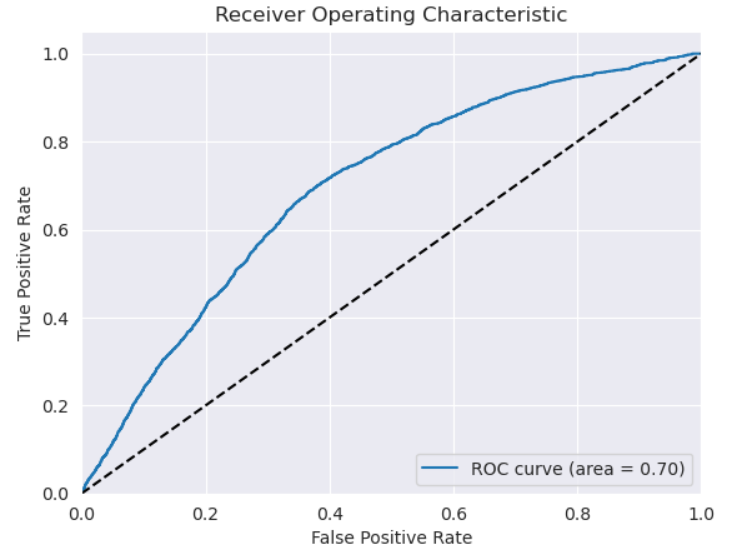 Receiver Operating Characteristic
1.0
0.8
0.6
0.4
0.2
0.0
True Positive Rate
ROC curve (area = 0.70)
0.0 0.2 0.4 0.6 0.8 1.0
False Positive Rate